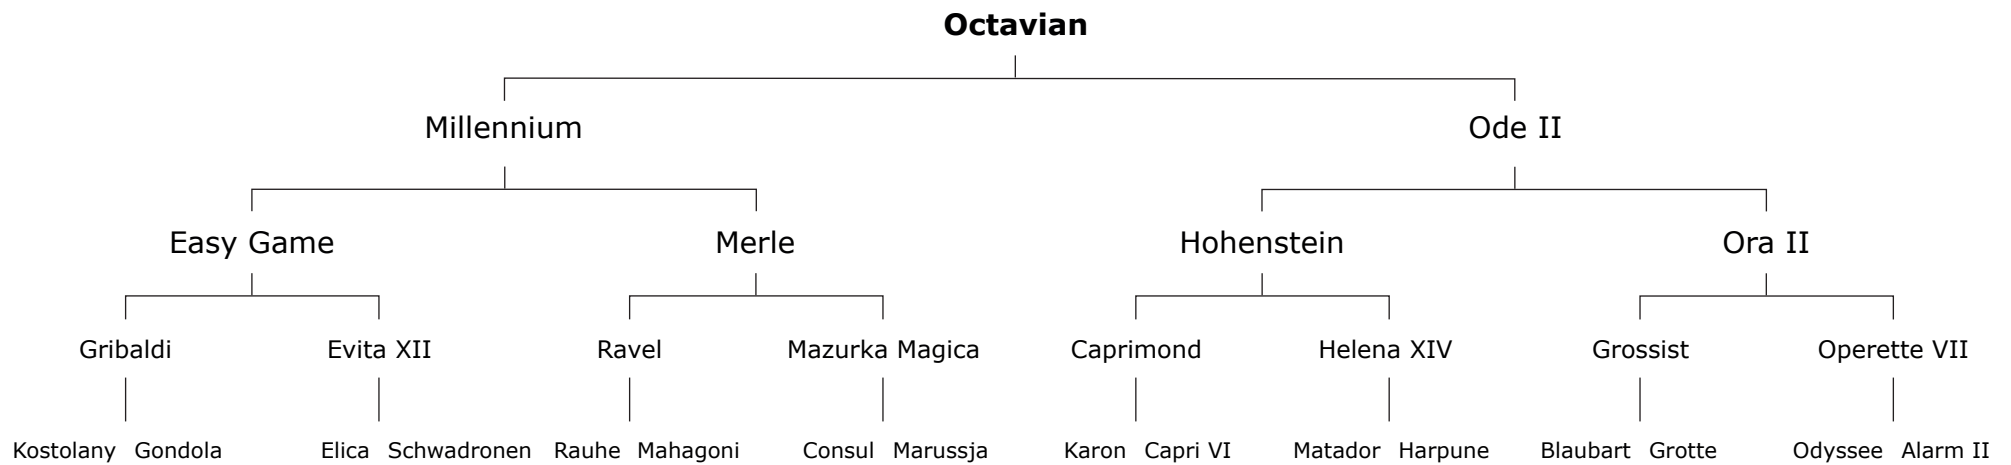 Octavian
Millennium Ode II
Easy Game Merle Hohenstein Ora II
Gribaldi Evita XII Ravel Mazurka Magica Caprimond Helena XIV Grossist Operette VII
Kostolany Gondola Elica Schwadronen Rauhe Mahagoni Consul Marussja Karon Capri VI Matador Harpune Blaubart Grotte Odyssee Alarm II